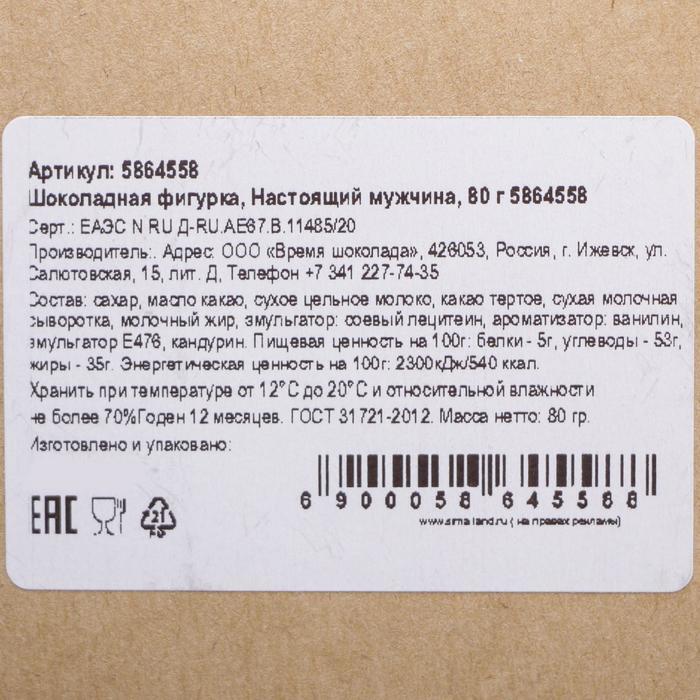 Артикул: 5864558
Шоколадная фигурка, Настоящий мужчина, 80 г 5864558
Серт.: ЕАЭС N RU Д-RU.АЕ67.В.11485/20
Производитель:. Адрес: ООО «Время шоколада», 426053, Россия, г. Ижевск, ул.
Салютовская, 15, лит. Д, Телефон +7 341 227-74-35
Состав: сахар, масло какао, сухое цельное молоко, какао тертое, сухая молочная
сыворотка, молочный жир, эмульгатор: соевый лецитеин, ароматизатор: ванилин,
эмульгатор Е476, кандурин. Пищевая ценность на 100г: белки - 5г, углеводы - 53г,
жиры - 35г. Энергетическая ценность на 100г: 2300кДж/540 ккал.
Хранить при температуре от 12°С до 20°С и относительной влажности
не более 70%Годен 12 месяцев. ГОСТ 31721-2012. Масса нетто: 80 гр.
Изготовлено и упаковано:
6 900058 645588
www.sima-land.ru ( на правах рекламы)
EAC
21